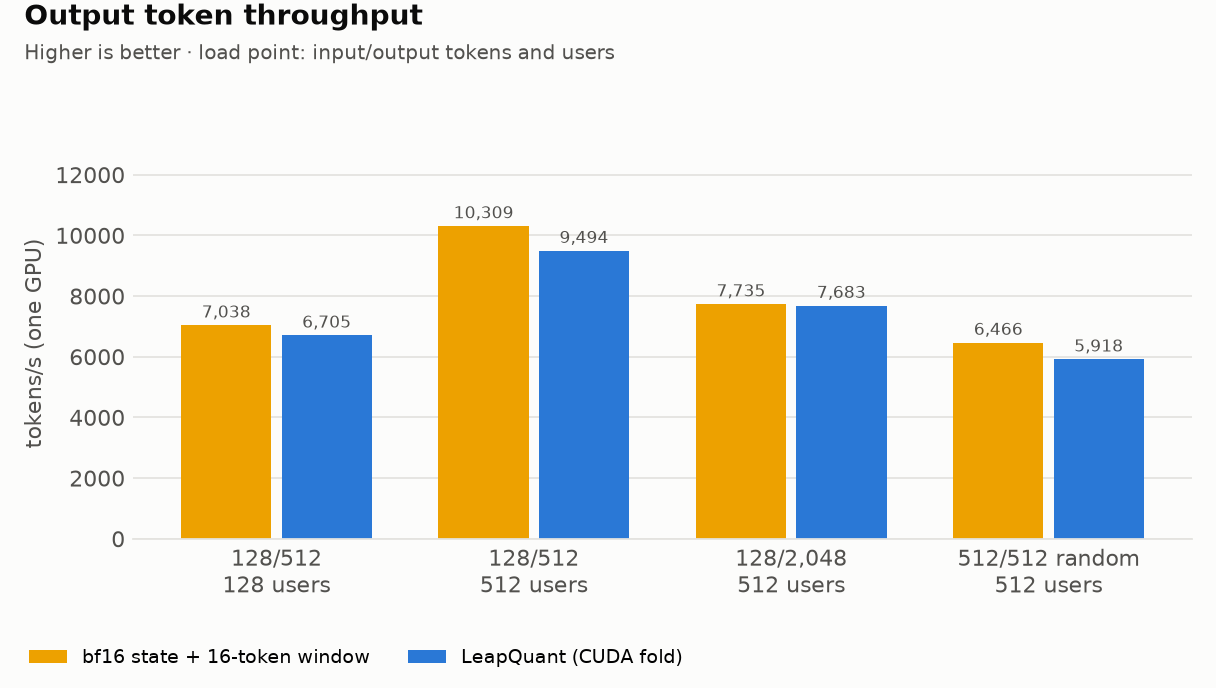 Output token throughput
Higher is better · load point: input/output tokens and users
tokens/s (one GPU)
12000
10000
8000
6000
4000
2000
0
7,038
6,705
10,309
9,494
7,735
7,683
6,466
5,918
128/512
128 users
128/512
512 users
128/2,048
512 users
512/512 random
512 users
bf16 state + 16-token window
LeapQuant (CUDA fold)